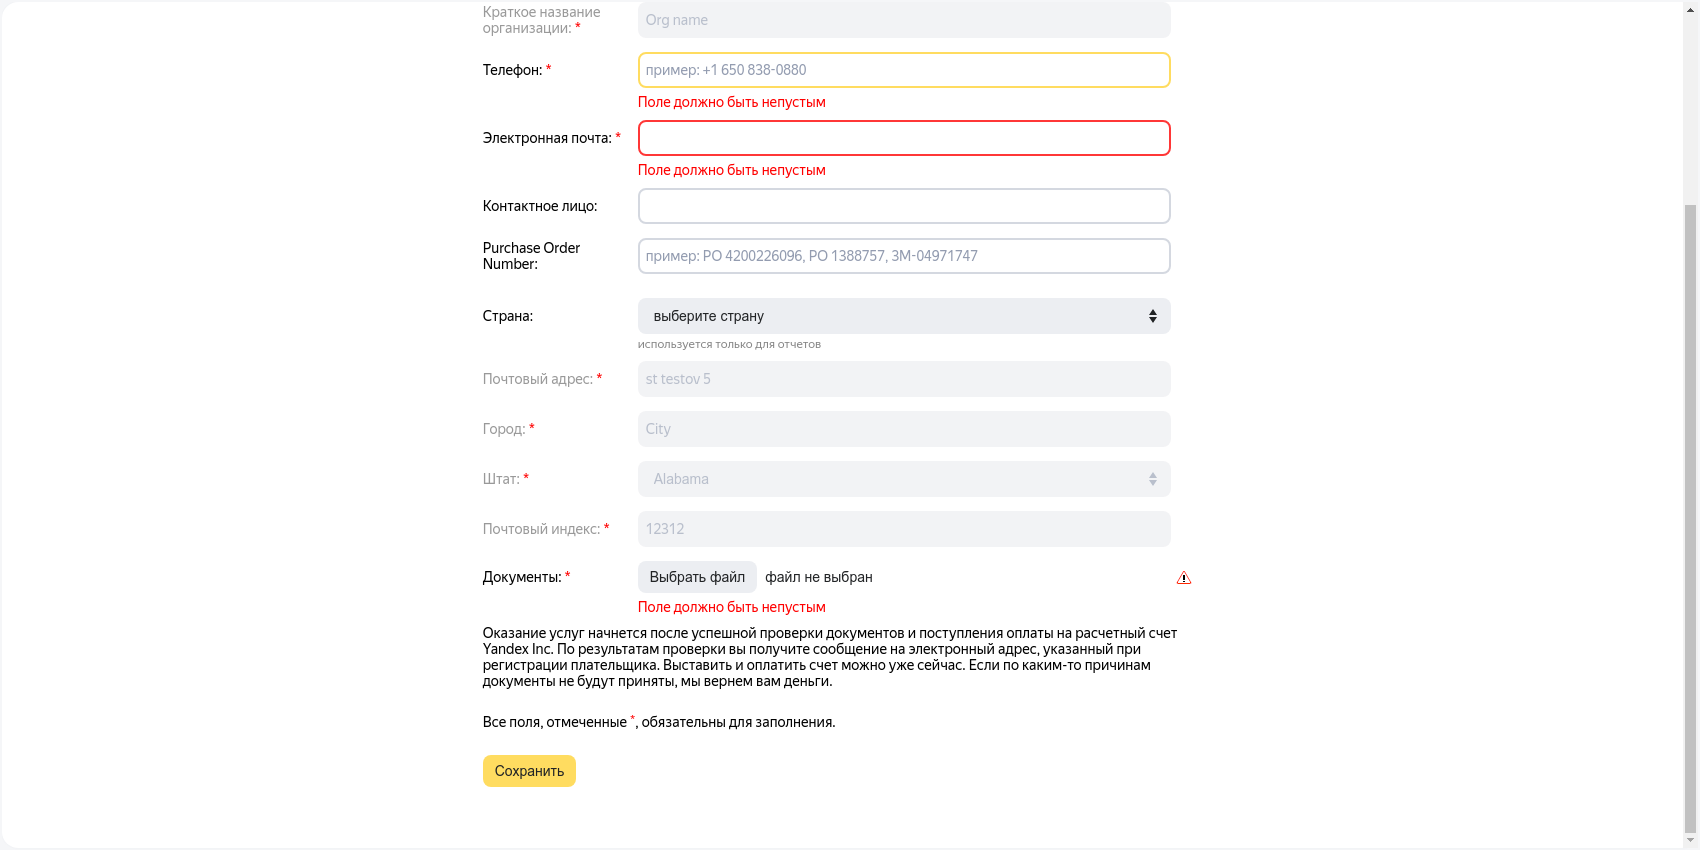 Краткое название
организации: *
Org name
Телефон: *
пример: +1 650 838-0880
Поле должно быть непустым
Электронная почта: *
Поле должно быть непустым
Контактное лицо:
Purchase Order
Number:
пример: PO 4200226096, PO 1388757, 3M-04971747
Страна:
выберите страну
используется только для отчетов
Почтовый адрес: *
st testov 5
Город: *
City
Штат: *
Alabama
Почтовый индекс: *
12312
Документы: *
Выбрать файл
файл не выбран
Поле должно быть непустым
Оказание услуг начнется после успешной проверки документов и поступления оплаты на расчетный счет
Yandex Inc. По результатам проверки вы получите сообщение на электронный адрес, указанный при
регистрации плательщика. Выставить и оплатить счет можно уже сейчас. Если по каким-то причинам
документы не будут приняты, мы вернем вам деньги.
Все поля, отмеченные *, обязательны для заполнения.
Сохранить